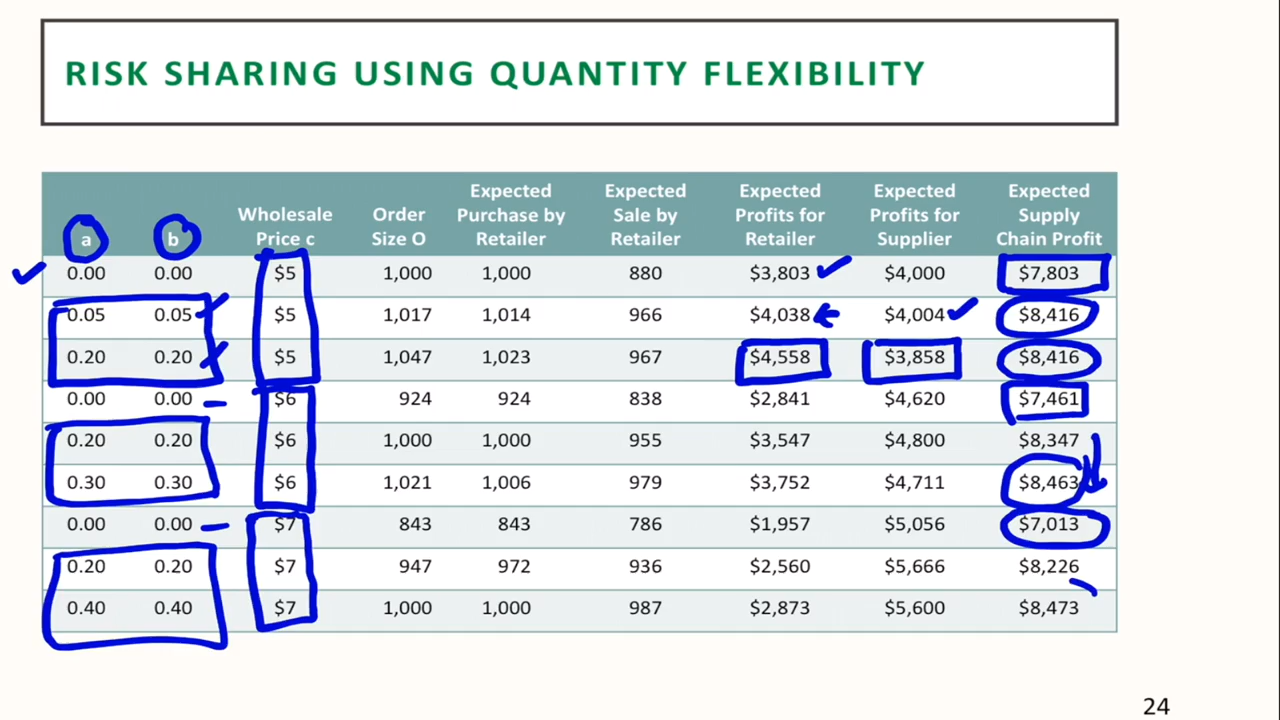 RISK SHARING USING QUANTITY FLEXIBILITY
a b Wholesale Price c Order Size O Expected Purchase by Retailer Expected Sale by Retailer Expected Profits for Retailer Expected Profits for Supplier Expected Supply Chain Profit
0.00 0.00 $5 1,000 1,000 880 $3,803 $4,000 $7,803
0.05 0.05 $5 1,017 1,014 966 $4,038 $4,004 $8,416
0.20 0.20 $5 1,047 1,023 967 $4,558 $3,858 $8,416
0.00 0.00 $6 924 924 838 $2,841 $4,620 $7,461
0.20 0.20 $6 1,000 1,000 955 $3,547 $4,800 $8,347
0.30 0.30 $6 1,021 1,006 979 $3,752 $4,711 $8,463
0.00 0.00 $7 843 843 786 $1,957 $5,056 $7,013
0.20 0.20 $7 947 972 936 $2,560 $5,666 $8,226
0.40 0.40 $7 1,000 1,000 987 $2,873 $5,600 $8,473
24